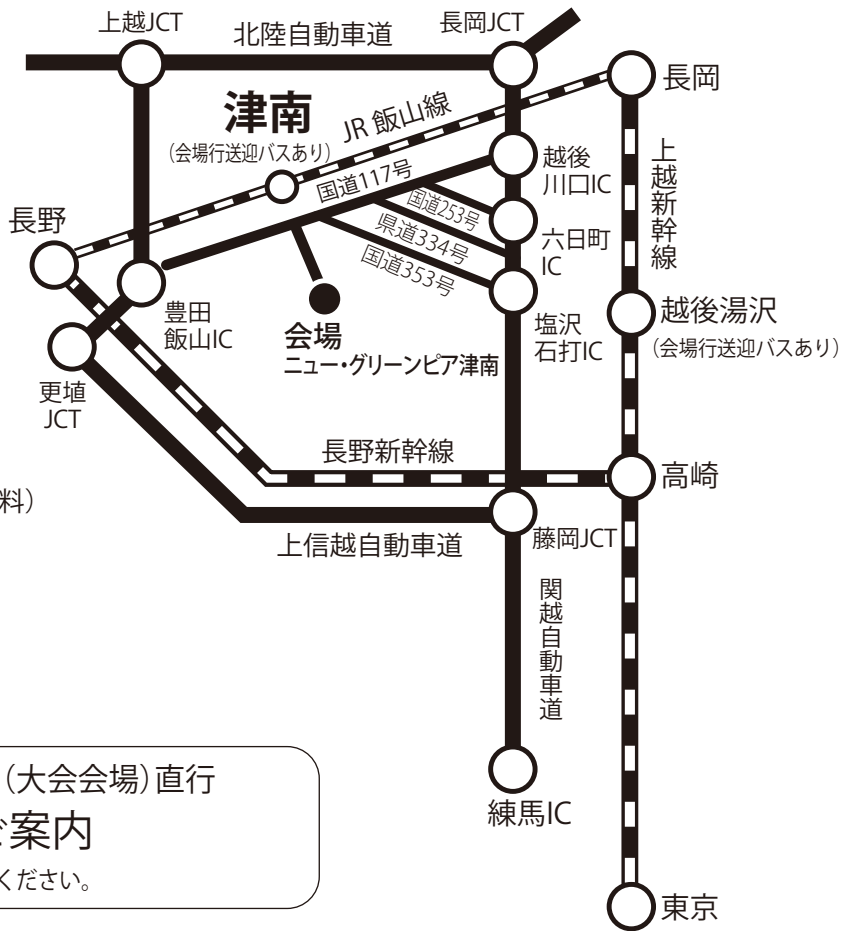 上越JCT
北陸自動車道
長岡JCT
長岡
津南
(会場行送迎バスあり)
JR 飯山線
国道117号
越後
川口IC
上越新幹線
国道253号
県道334号
国道353号
六日町
IC
長野
豊田
飯山IC
会場
ニュー・グリーンピア津南
塩沢
石打IC
越後湯沢
(会場行送迎バスあり)
更埴
JCT
長野新幹線
高崎
料)
上信越自動車道
藤岡JCT
関越自動車道
(大会会場)直行
ご案内
ください。
練馬IC
東京